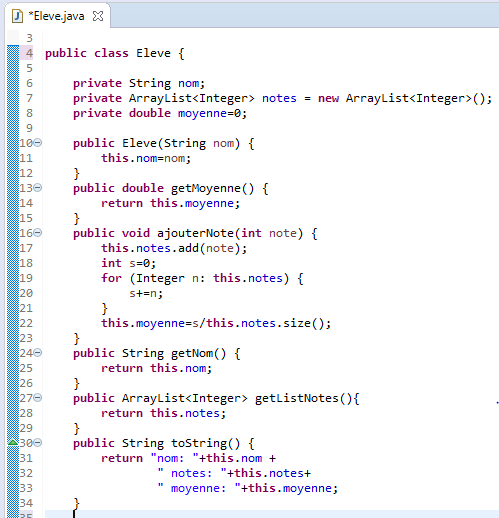 *Eleve.java
3
4 public class Eleve {
5
6 private String nom;
7 private ArrayList<Integer> notes = new ArrayList<Integer>();
8 private double moyenne=0;
9
10 public Eleve(String nom) {
11 this.nom=nom;
12 }
13 public double getMoyenne() {
14 return this.moyenne;
15 }
16 public void ajouterNote(int note) {
17 this.notes.add(note);
18 int s=0;
19 for (Integer n: this.notes) {
20 s+=n;
21 }
22 this.moyenne=s/this.notes.size();
23 }
24 public String getNom() {
25 return this.nom;
26 }
27 public ArrayList<Integer> getListNotes(){
28 return this.notes;
29 }
30 public String toString() {
31 return "nom: "+this.nom +
32 " notes: "+this.notes+
33 " moyenne: "+this.moyenne;
34 }
35